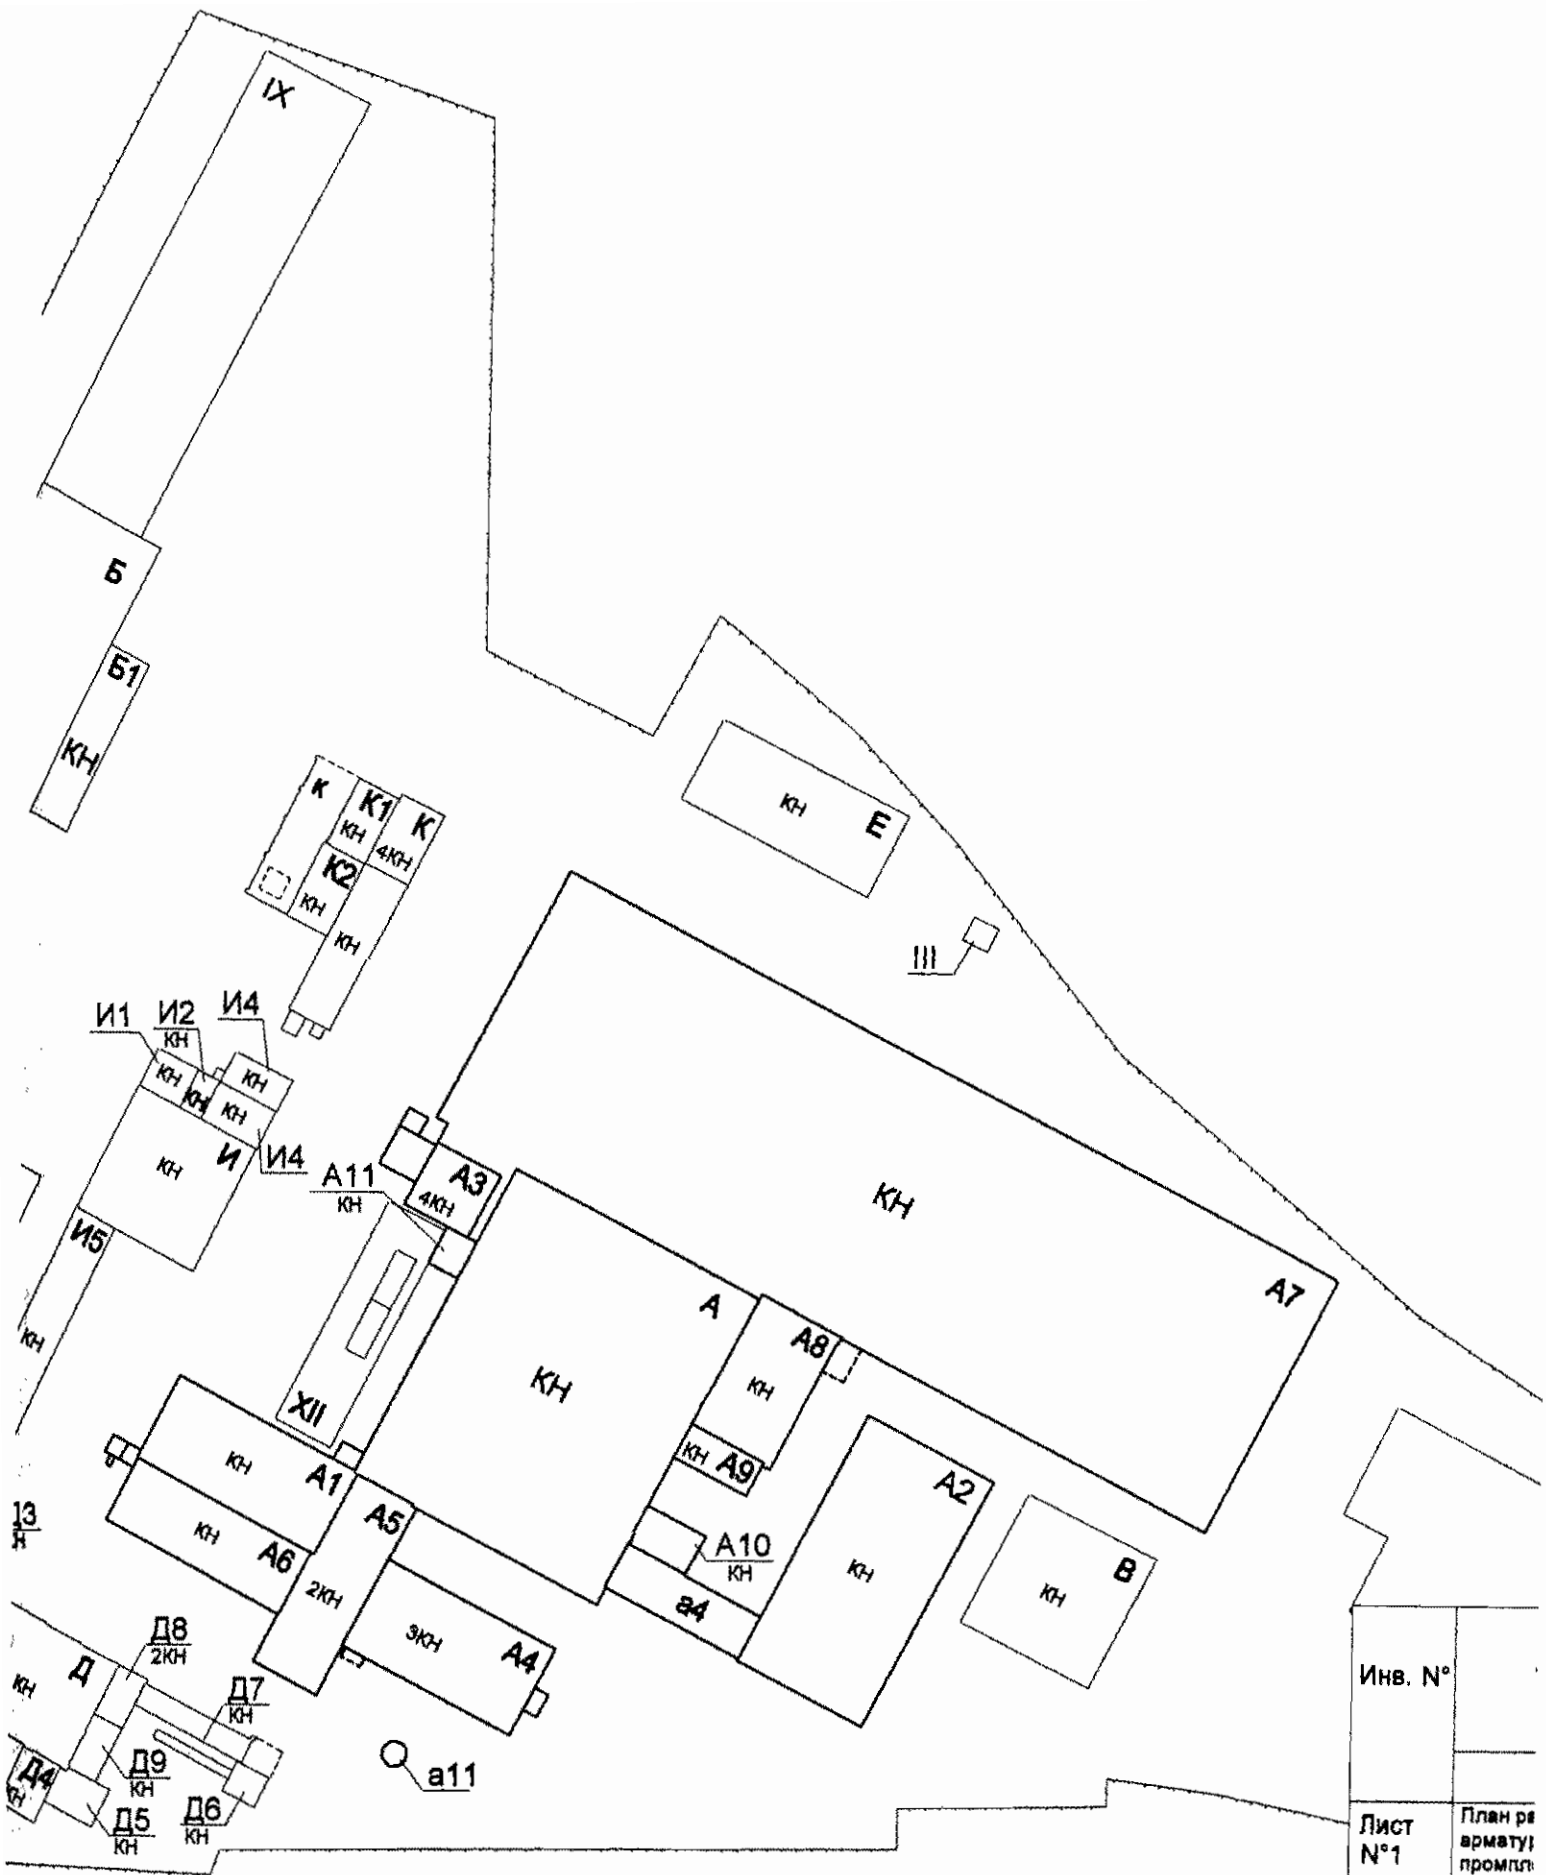 IX
Б
Б1
КН
К
К1
КН
К
4КН
К2
КН
КН
КН
Е
III
И1
И2
КН
И4
КН
КН
КН
КН
И4
КН
И
И5
КН
А3
4КН
А11
КН
КН
А7
А
КН
А8
КН
КН
А9
XII
КН
А1
КН
А6
А5
2КН
3КН
А4
А10
КН
а4
А2
КН
В
КН
КН
Д
Д8
2КН
Д7
КН
Д9
КН
Д4
КН
Д5
КН
Д6
КН
а11
Инв. N°
Лист
N°1
План